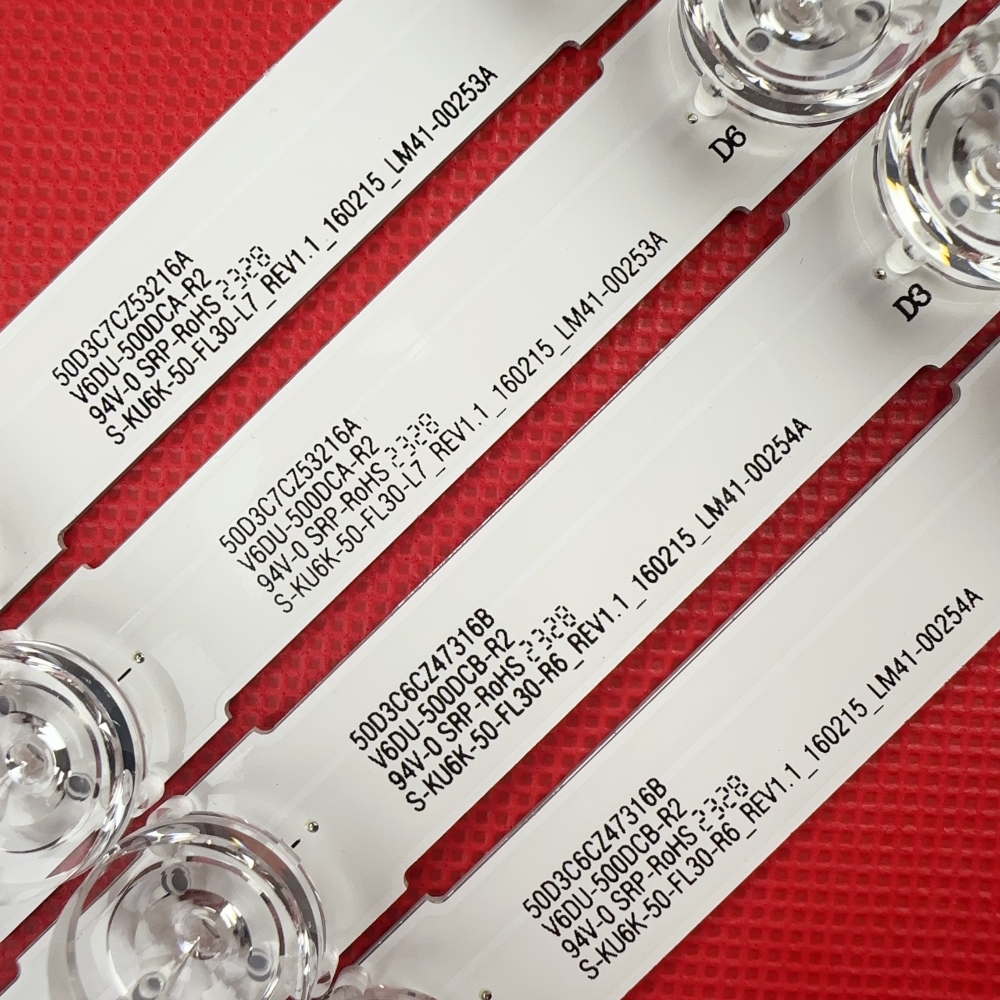 50D3C7CZ53216A
V6DU-500DCA-R2
94V-0 SRP-RoHS 2328
S-KU6K-50-FL30-L7_REV1.1_160215_LM41-00253A
D6
50D3C7CZ53216A
V6DU-500DCA-R2
94V-0 SRP-RoHS 2328
S-KU6K-50-FL30-L7_REV1.1_160215_LM41-00253A
D3
50D3C6CZ47316B
V6DU-500DCB-R2
94V-0 SRP-RoHS 2328
S-KU6K-50-FL30-R6_REV1.1_160215_LM41-00254A
50D3C6CZ47316B
V6DU-500DCB-R2
94V-0 SRP-RoHS 2328
S-KU6K-50-FL30-R6_REV1.1_160215_LM41-00254A